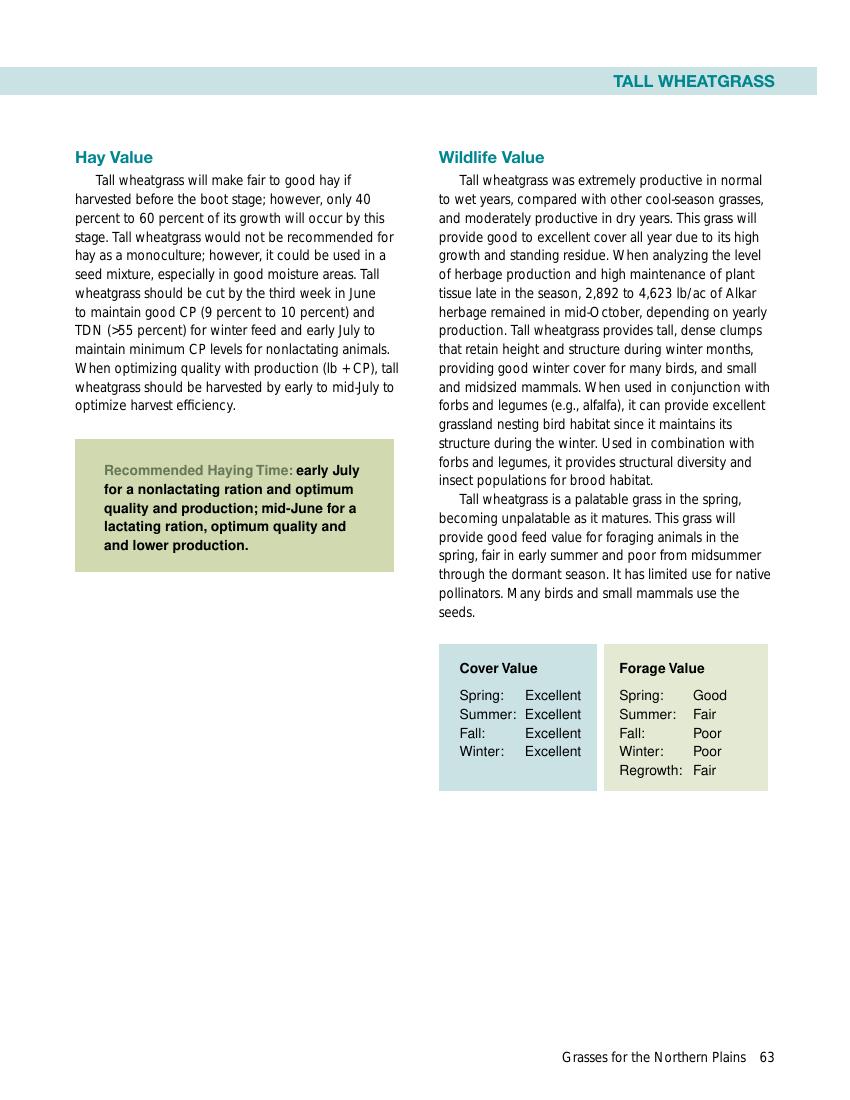 TALL WHEATGRASS
Hay Value
Tall wheatgrass will make fair to good hay if
harvested before the boot stage; however, only 40
percent to 60 percent of its growth will occur by this
stage. Tall wheatgrass would not be recommended for
hay as a monoculture; however, it could be used in a
seed mixture, especially in good moisture areas. Tall
wheatgrass should be cut by the third week in June
to maintain good CP (9 percent to 10 percent) and
TDN (>55 percent) for winter feed and early July to
maintain minimum CP levels for nonlactating animals.
When optimizing quality with production (lb + CP), tall
wheatgrass should be harvested by early to mid-July to
optimize harvest efficiency.
Recommended Haying Time: early July
for a nonlactating ration and optimum
quality and production; mid-June for a
lactating ration, optimum quality and
and lower production.
Wildlife Value
Tall wheatgrass was extremely productive in normal
to wet years, compared with other cool-season grasses,
and moderately productive in dry years. This grass will
provide good to excellent cover all year due to its high
growth and standing residue. When analyzing the level
of herbage production and high maintenance of plant
tissue late in the season, 2,892 to 4,623 lb/ac of Alkar
herbage remained in mid-October, depending on yearly
production. Tall wheatgrass provides tall, dense clumps
that retain height and structure during winter months,
providing good winter cover for many birds, and small
and midsized mammals. When used in conjunction with
forbs and legumes (e.g., alfalfa), it can provide excellent
grassland nesting bird habitat since it maintains its
structure during the winter. Used in combination with
forbs and legumes, it provides structural diversity and
insect populations for brood habitat.
Tall wheatgrass is a palatable grass in the spring,
becoming unpalatable as it matures. This grass will
provide good feed value for foraging animals in the
spring, fair in early summer and poor from midsummer
through the dormant season. It has limited use for native
pollinators. Many birds and small mammals use the
seeds.
Cover Value
Spring: Excellent
Summer: Excellent
Fall: Excellent
Winter: Excellent
Forage Value
Spring: Good
Summer: Fair
Fall: Poor
Winter: Poor
Regrowth: Fair
Grasses for the Northern Plains 63